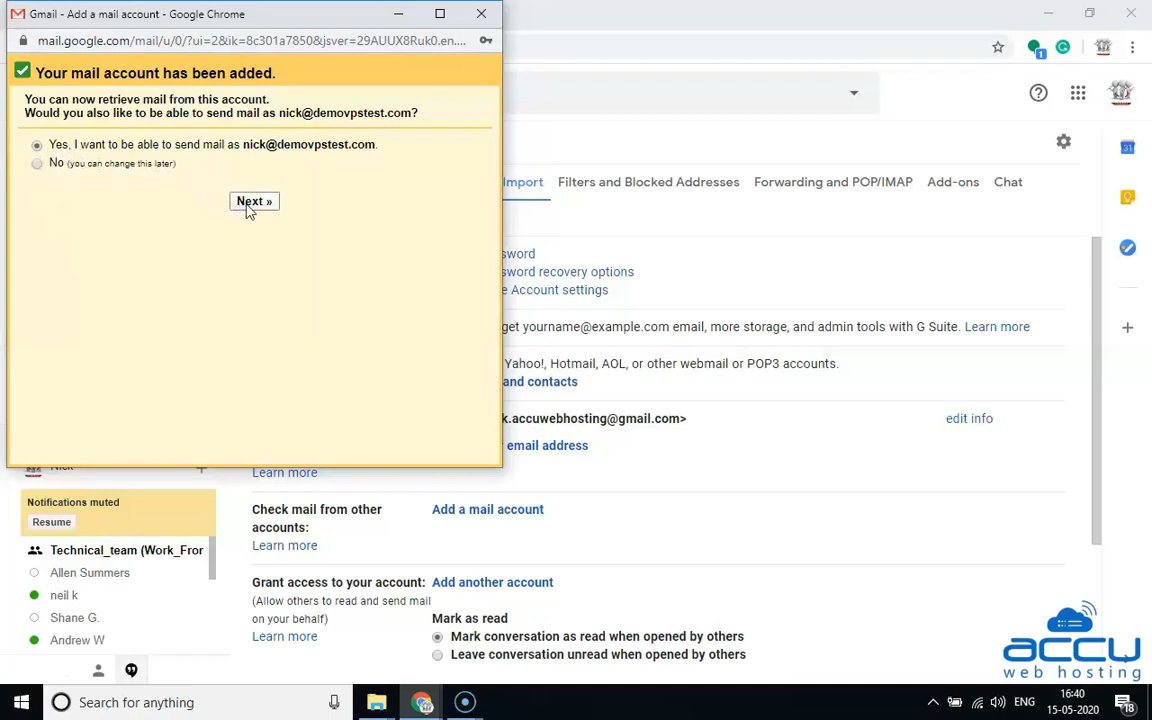 Gmail - Add a mail account - Google Chrome
mail.google.com/mail/u/0/?ui=2&ik=8c301a7850&jsver=29AUUX8Ruk0.en....
Your mail account has been added.
You can now retrieve mail from this account.
Would you also like to be able to send mail as nick@demovpstest.com?
Yes, I want to be able to send mail as nick@demovpstest.com.
No (you can change this later)
Next »
1
31
Import
Filters and Blocked Addresses
Forwarding and POP/IMAP
Add-ons
Chat
sword
sword recovery options
e Account settings
get yourname@example.com email, more storage, and admin tools with G Suite. Learn more
Yahoo!, Hotmail, AOL, or other webmail or POP3 accounts.
and contacts
k.accuwebhosting@gmail.com>
edit info
email address
Learn more
Check mail from other
accounts:
Add a mail account
Learn more
Grant access to your account:
Add another account
(Allow others to read and send mail
on your behalf)
Learn more
Mark as read
Mark conversation as read when opened by others
Leave conversation unread when opened by others
Nick
Notifications muted
Resume
Technical_team (Work_Fror
Allen Summers
neil k
Shane G.
Andrew W
accu
web hosting
Search for anything
ENG
16:40
15-05-2020
18